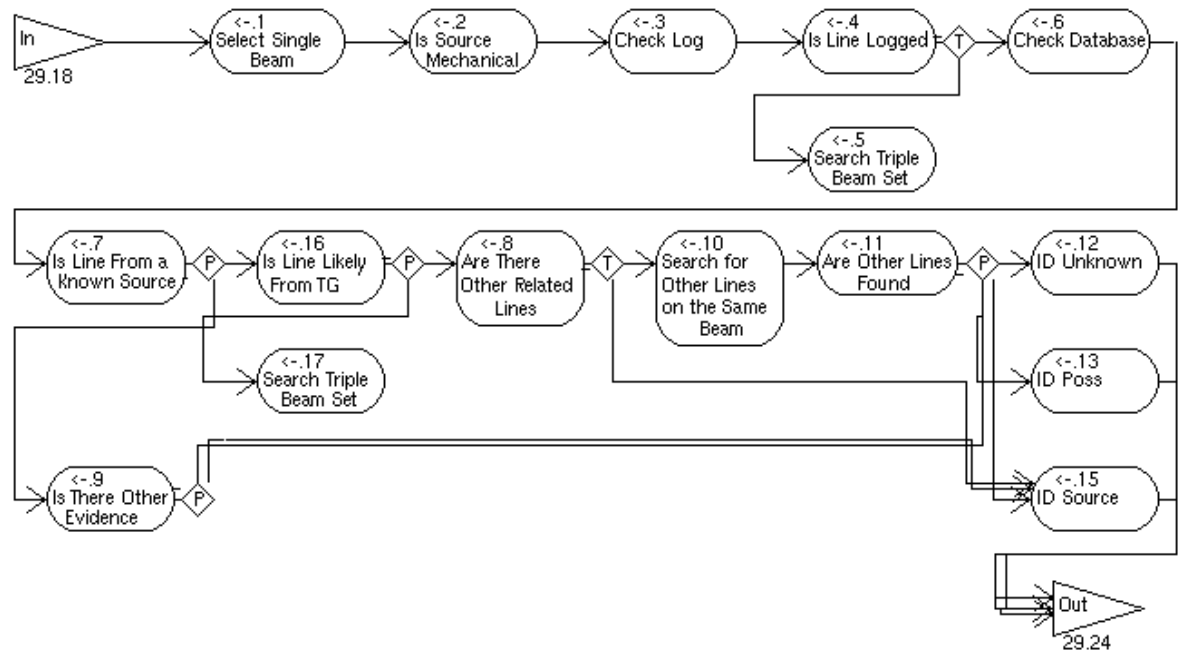 In
29.18
<-.1
Select Single
Beam
<-.2
Is Source
Mechanical
<-.3
Check Log
<-.4
Is Line Logged
T
<-.6
Check Database
<-.5
Search Triple
Beam Set
<-.7
Is Line From a
known Source
P
<-.16
Is Line Likely
From TG
P
<-.8
Are There
Other Related
Lines
T
<-.10
Search for
Other Lines
on the Same
Beam
<-.11
Are Other Lines
Found
P
<-.12
ID Unknown
<-.17
Search Triple
Beam Set
<-.13
ID Poss
<-.9
Is There Other
Evidence
P
<-.15
ID Source
Out
29.24